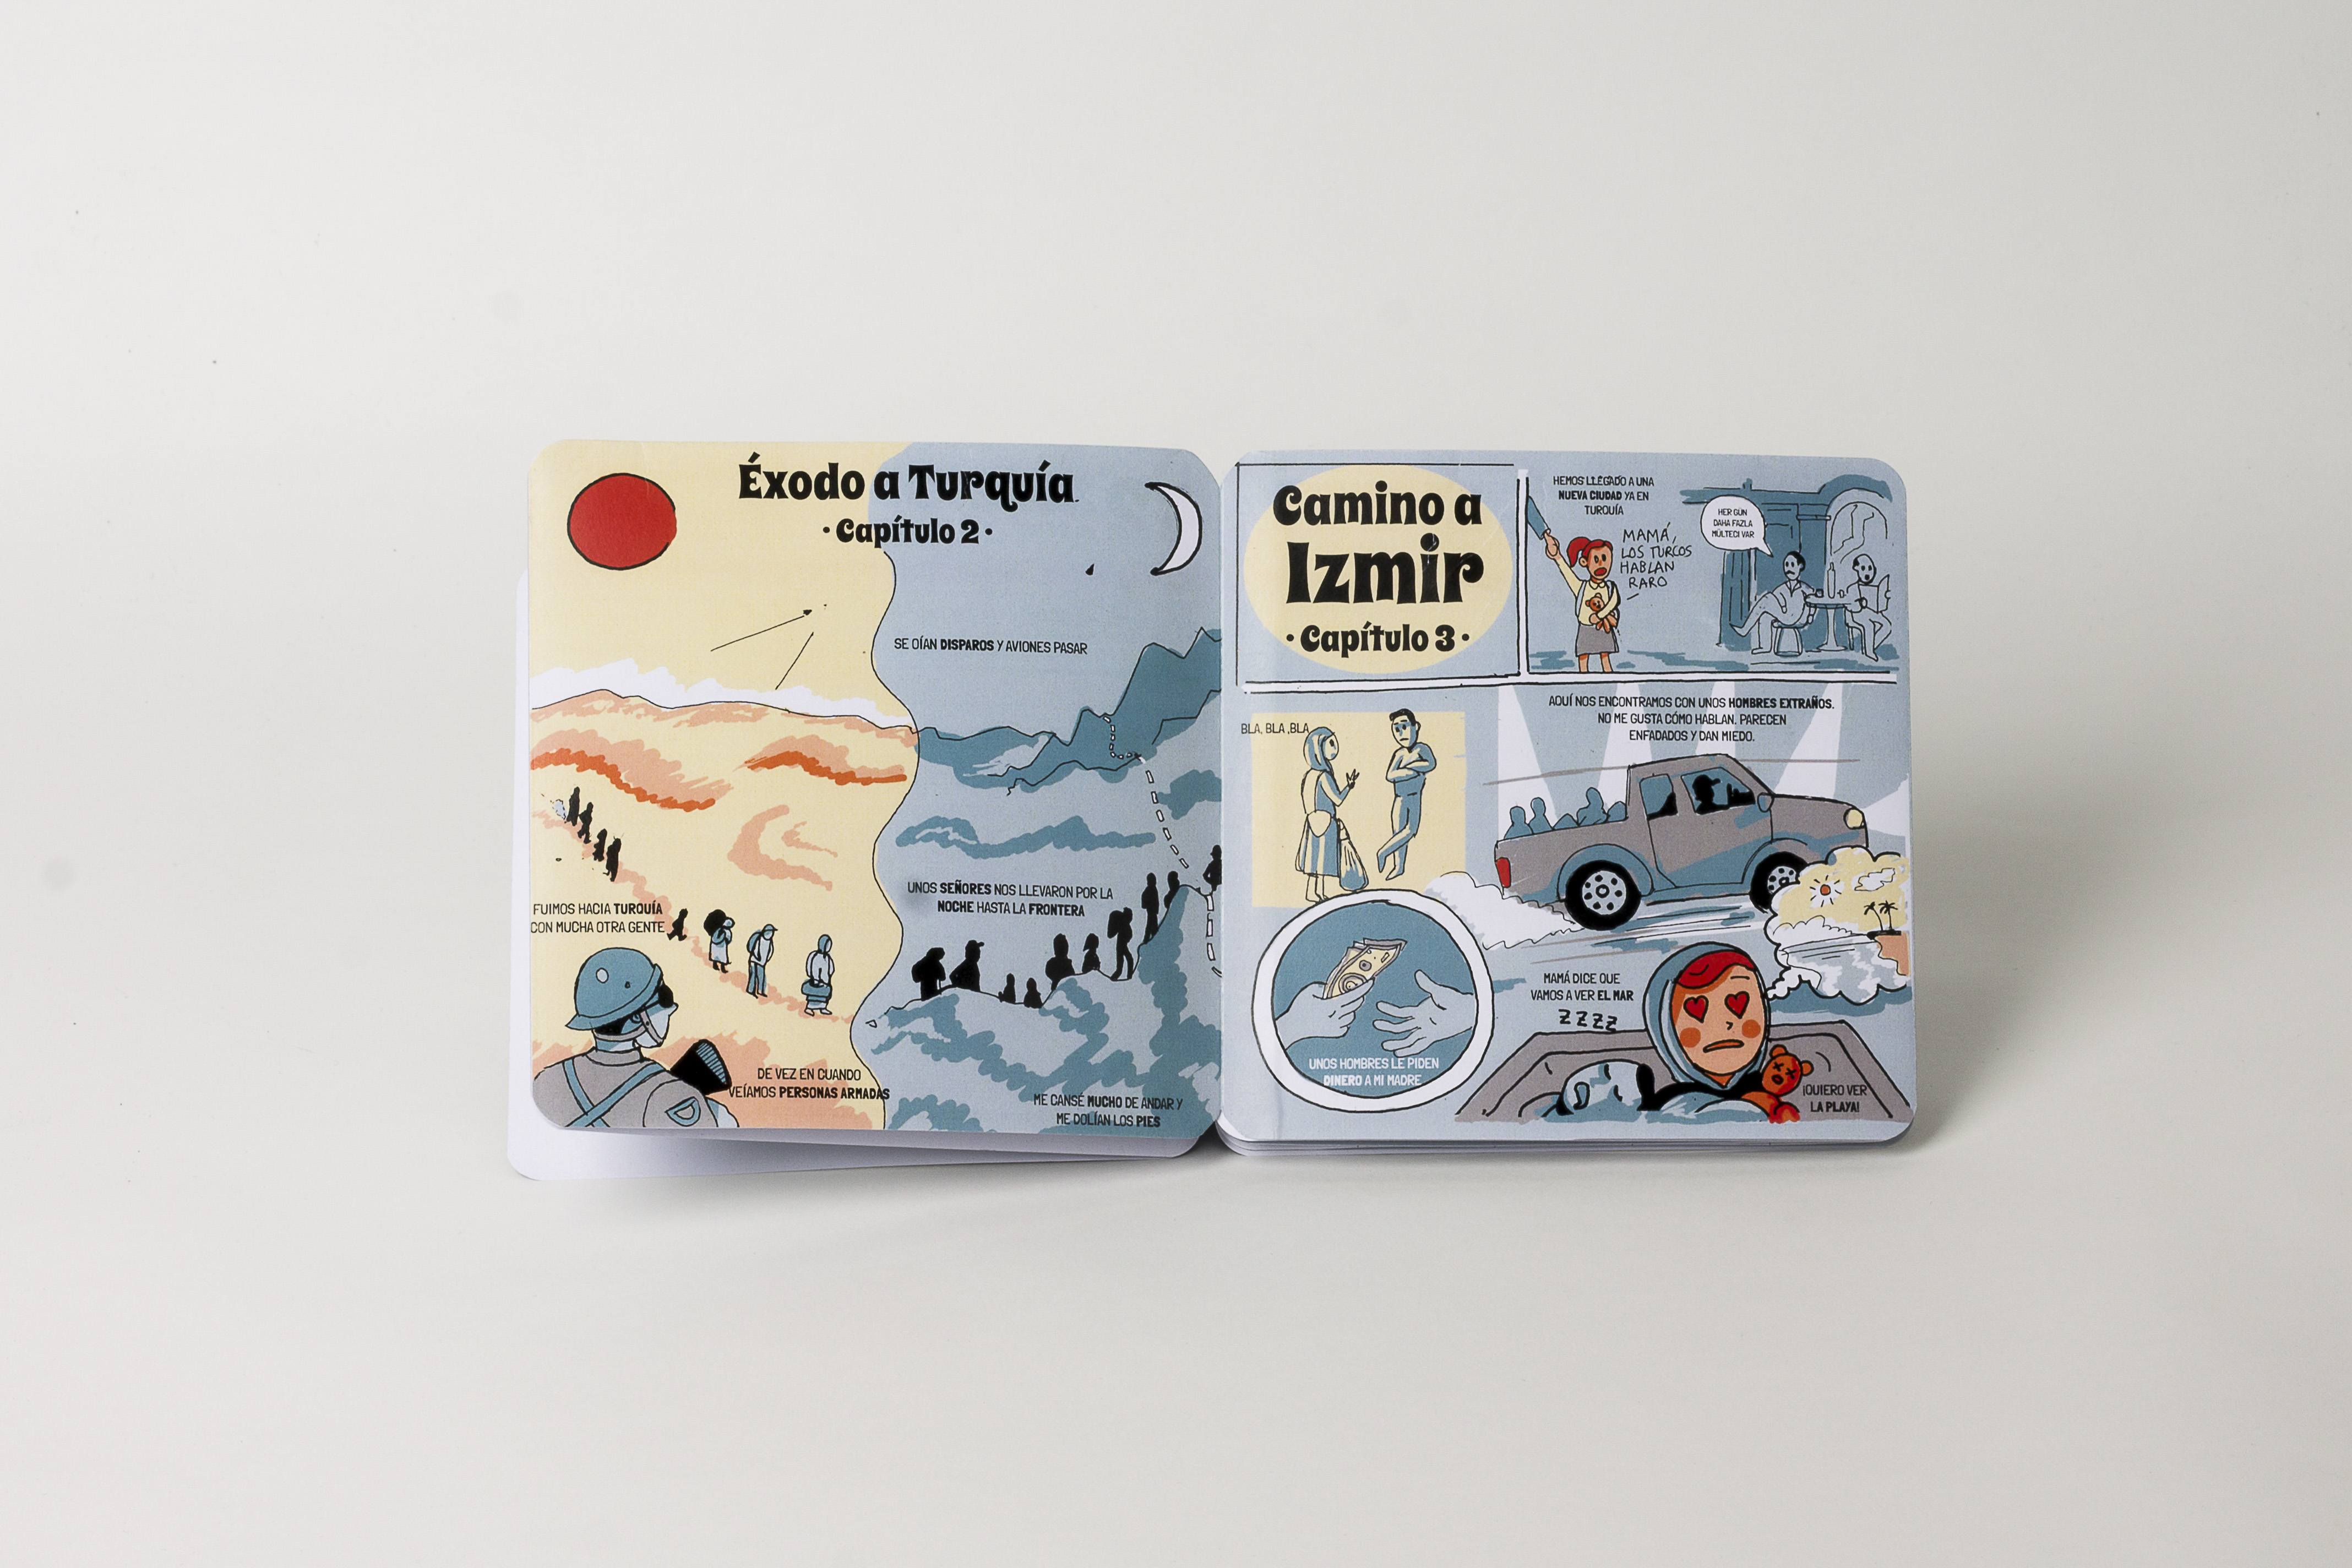 Éxodo a Turquía
· Capítulo 2 ·
SE OÍAN DISPAROS Y AVIONES PASAR
FUIMOS HACIA TURQUÍA
CON MUCHA OTRA GENTE
UNOS SEÑORES NOS LLEVARON POR LA
NOCHE HASTA LA FRONTERA
DE VEZ EN CUANDO
VEÍAMOS PERSONAS ARMADAS
ME CANSÉ MUCHO DE ANDAR Y
ME DOLÍAN LOS PIES
Camino a
Izmir
· Capítulo 3 ·
HEMOS LLEGADO A UNA
NUEVA CIUDAD YA EN
TURQUÍA
MAMÁ,
LOS TURCOS
HABLAN
RARO
HER GÜN
DAHA FAZLA
MÜLTECI VAR
BLA, BLA ,BLA
AQUÍ NOS ENCONTRAMOS CON UNOS HOMBRES EXTRAÑOS.
NO ME GUSTA CÓMO HABLAN, PARECEN
ENFADADOS Y DAN MIEDO.
UNOS HOMBRES LE PIDEN
DINERO A MI MADRE
MAMÁ DICE QUE
VAMOS A VER EL MAR
ZZZZ
¡QUIERO VER
LA PLAYA!